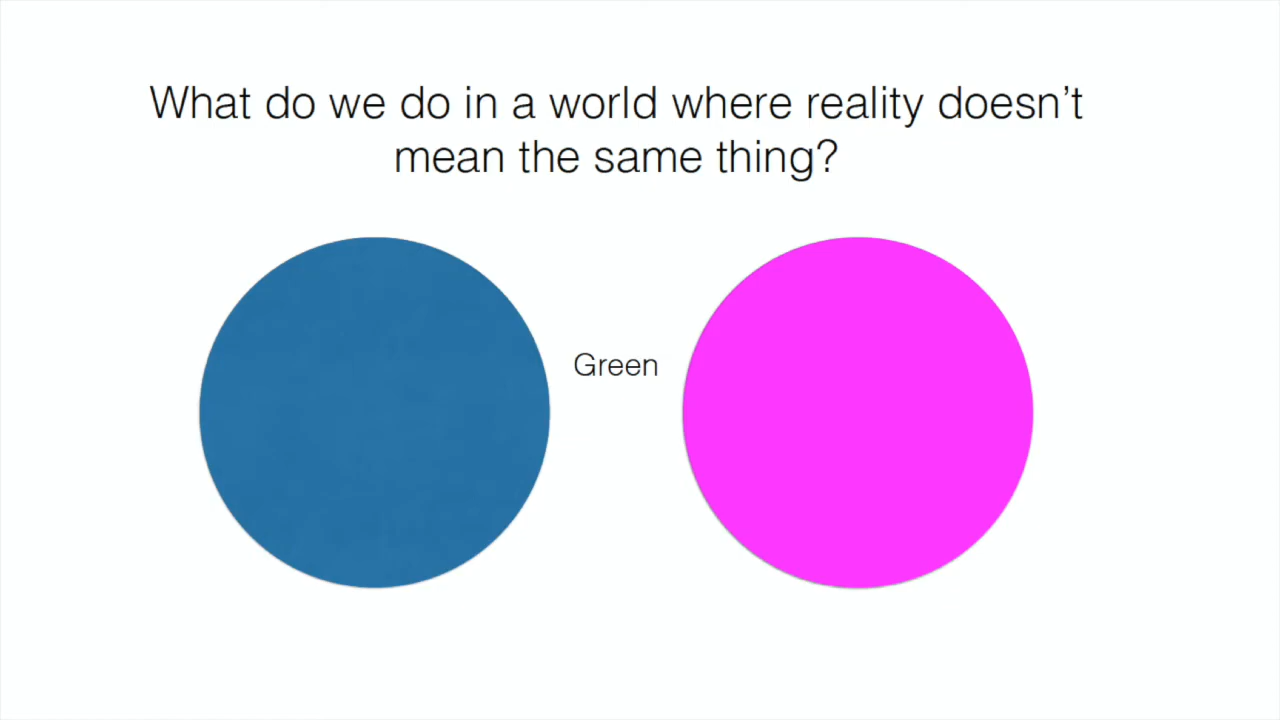 What do we do in a world where reality doesn’t
mean the same thing?
Green